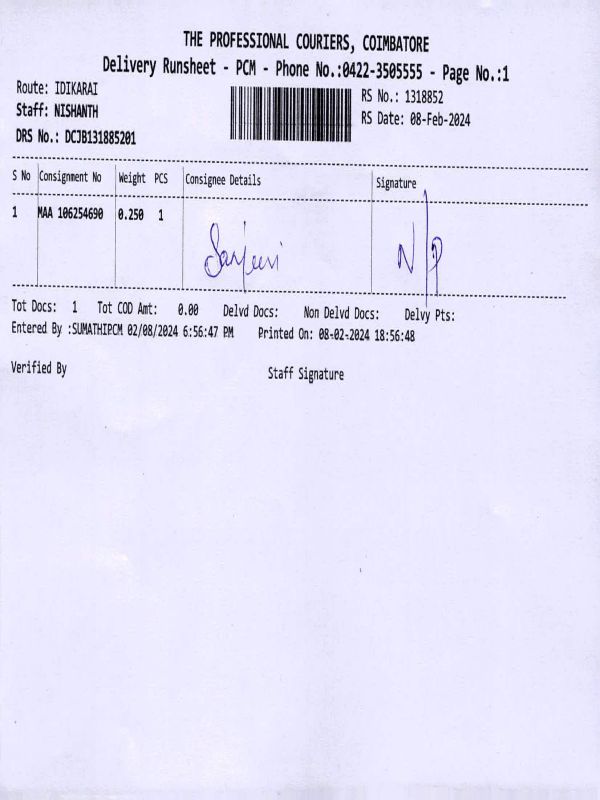 THE PROFESSIONAL COURIERS, COIMBATORE
Delivery Runsheet - PCM - Phone No.:0422-3505555 - Page No.:1
Route: IDIKARAI
RS No.: 1318852
Staff: NISHANTH
RS Date: 08-Feb-2024
DRS No.: DCJB131885201
S No Consignment No Weight PCS Consignee Details Signature
1 MAA 106254690 0.250 1
Tot Docs: 1 Tot COD Amt: 0.00 Delvd Docs: Non Delvd Docs: Delvy Pts:
Entered By :SUMATHIPCM 02/08/2024 6:56:47 PM Printed On: 08-02-2024 18:56:48
Verified By Staff Signature